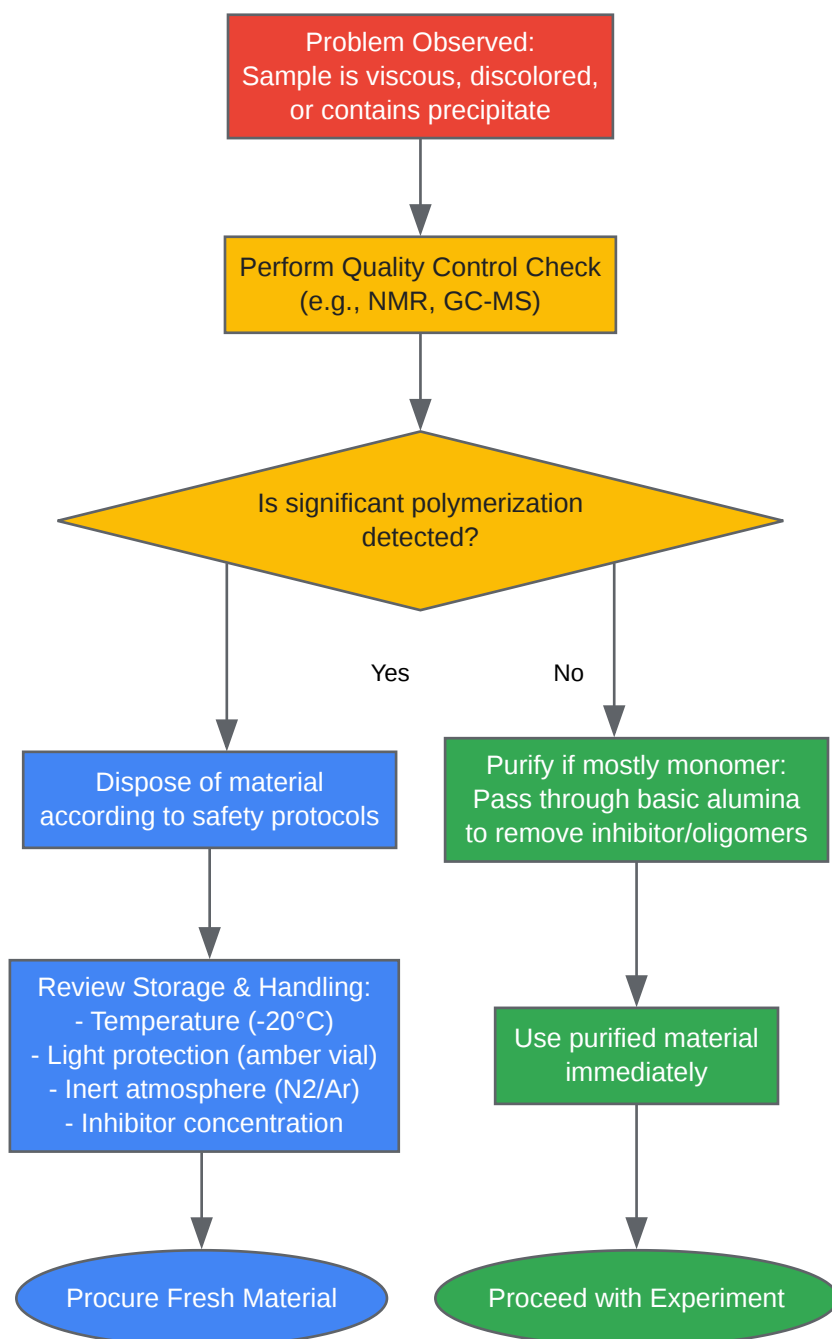 Problem Observed:
Sample is viscous, discolored,
or contains precipitate
Perform Quality Control Check
(e.g., NMR, GC-MS)
Is significant polymerization
detected?
Yes
No
Dispose of material
according to safety protocols
Purify if mostly monomer:
Pass through basic alumina
to remove inhibitor/oligomers
Review Storage & Handling:
- Temperature (-20°C)
- Light protection (amber vial)
- Inert atmosphere (N2/Ar)
- Inhibitor concentration
Use purified material
immediately
Procure Fresh Material
Proceed with Experiment